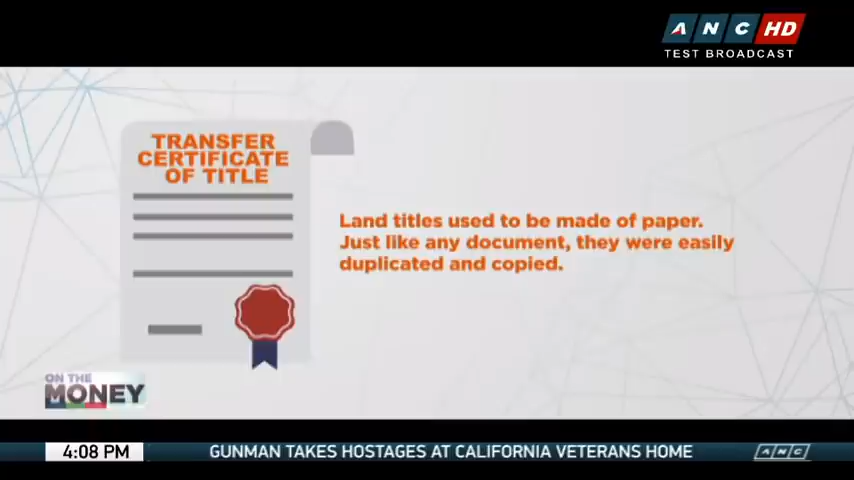 ANC HD
TEST BROADCAST
TRANSFER
CERTIFICATE
OF TITLE
Land titles used to be made of paper.
Just like any document, they were easily
duplicated and copied.
ON THE
MONEY
4:08 PM
GUNMAN TAKES HOSTAGES AT CALIFORNIA VETERANS HOME
ANC